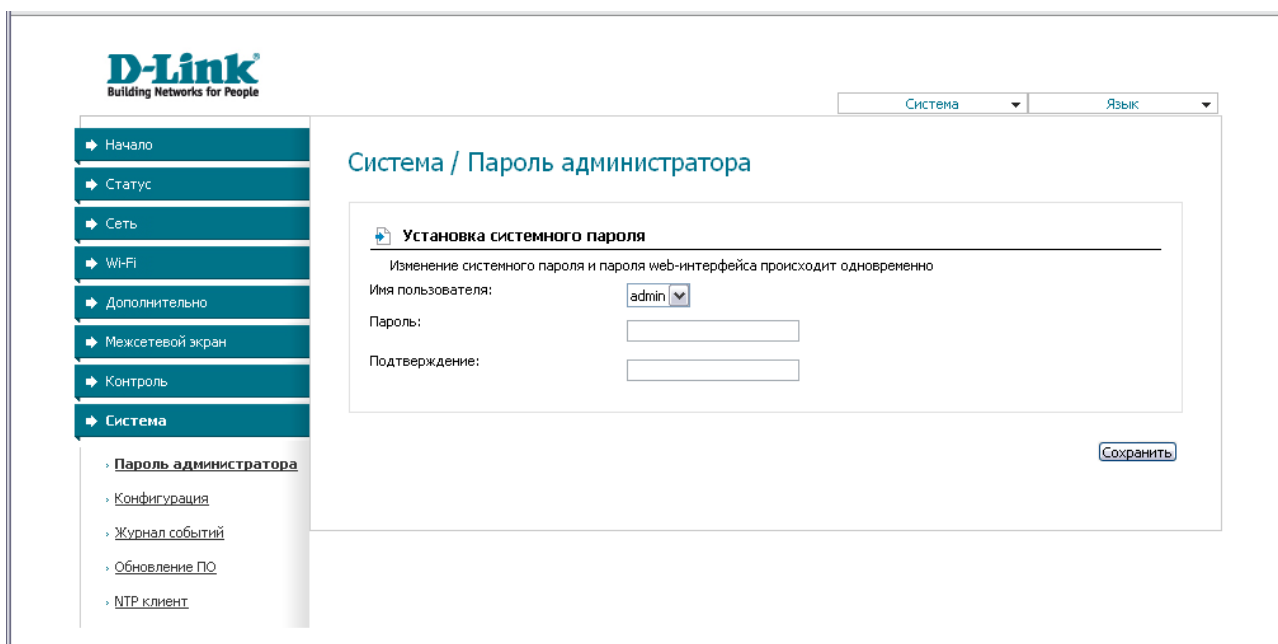 D-Link®
Building Networks for People
Система
Язык
Начало
Статус
Сеть
Wi-Fi
Дополнительно
Межсетевой экран
Контроль
Система
Пароль администратора
Конфигурация
Журнал событий
Обновление ПО
NTP клиент
Система / Пароль администратора
Установка системного пароля
Изменение системного пароля и пароля web-интерфейса происходит одновременно
Имя пользователя: admin
Пароль:
Подтверждение:
Сохранить